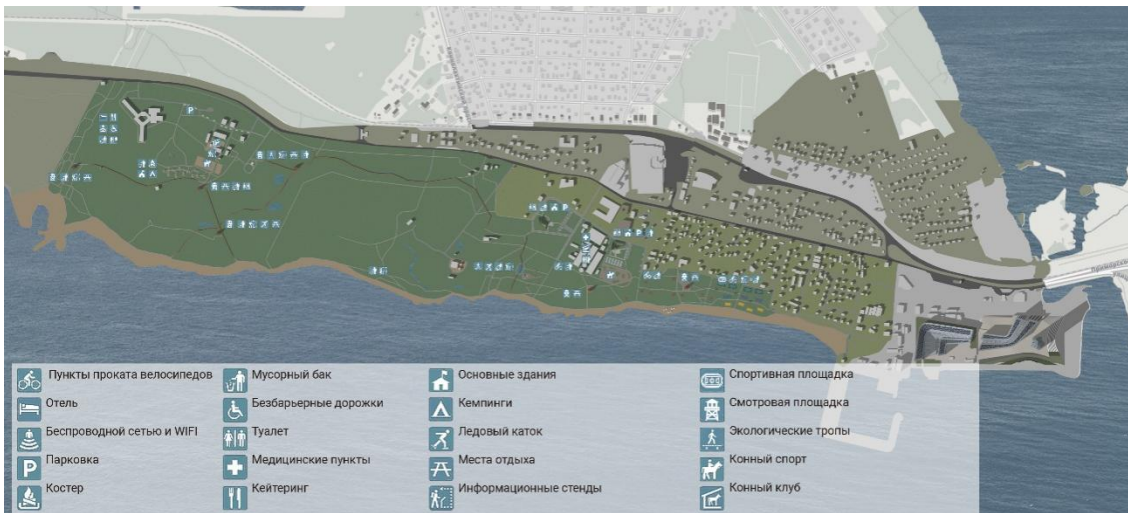 Приморское
Пункты проката велосипедов
Отель
Беспроводной сетью и WIFI
P Парковка
Костер
Мусорный бак
Безбарьерные дорожки
Туалет
Медицинские пункты
Кейтеринг
Основные здания
Кемпинги
Ледовый каток
Места отдыха
Информационные стенды
Спортивная площадка
Смотровая площадка
Экологические тропы
Конный спорт
Конный клуб